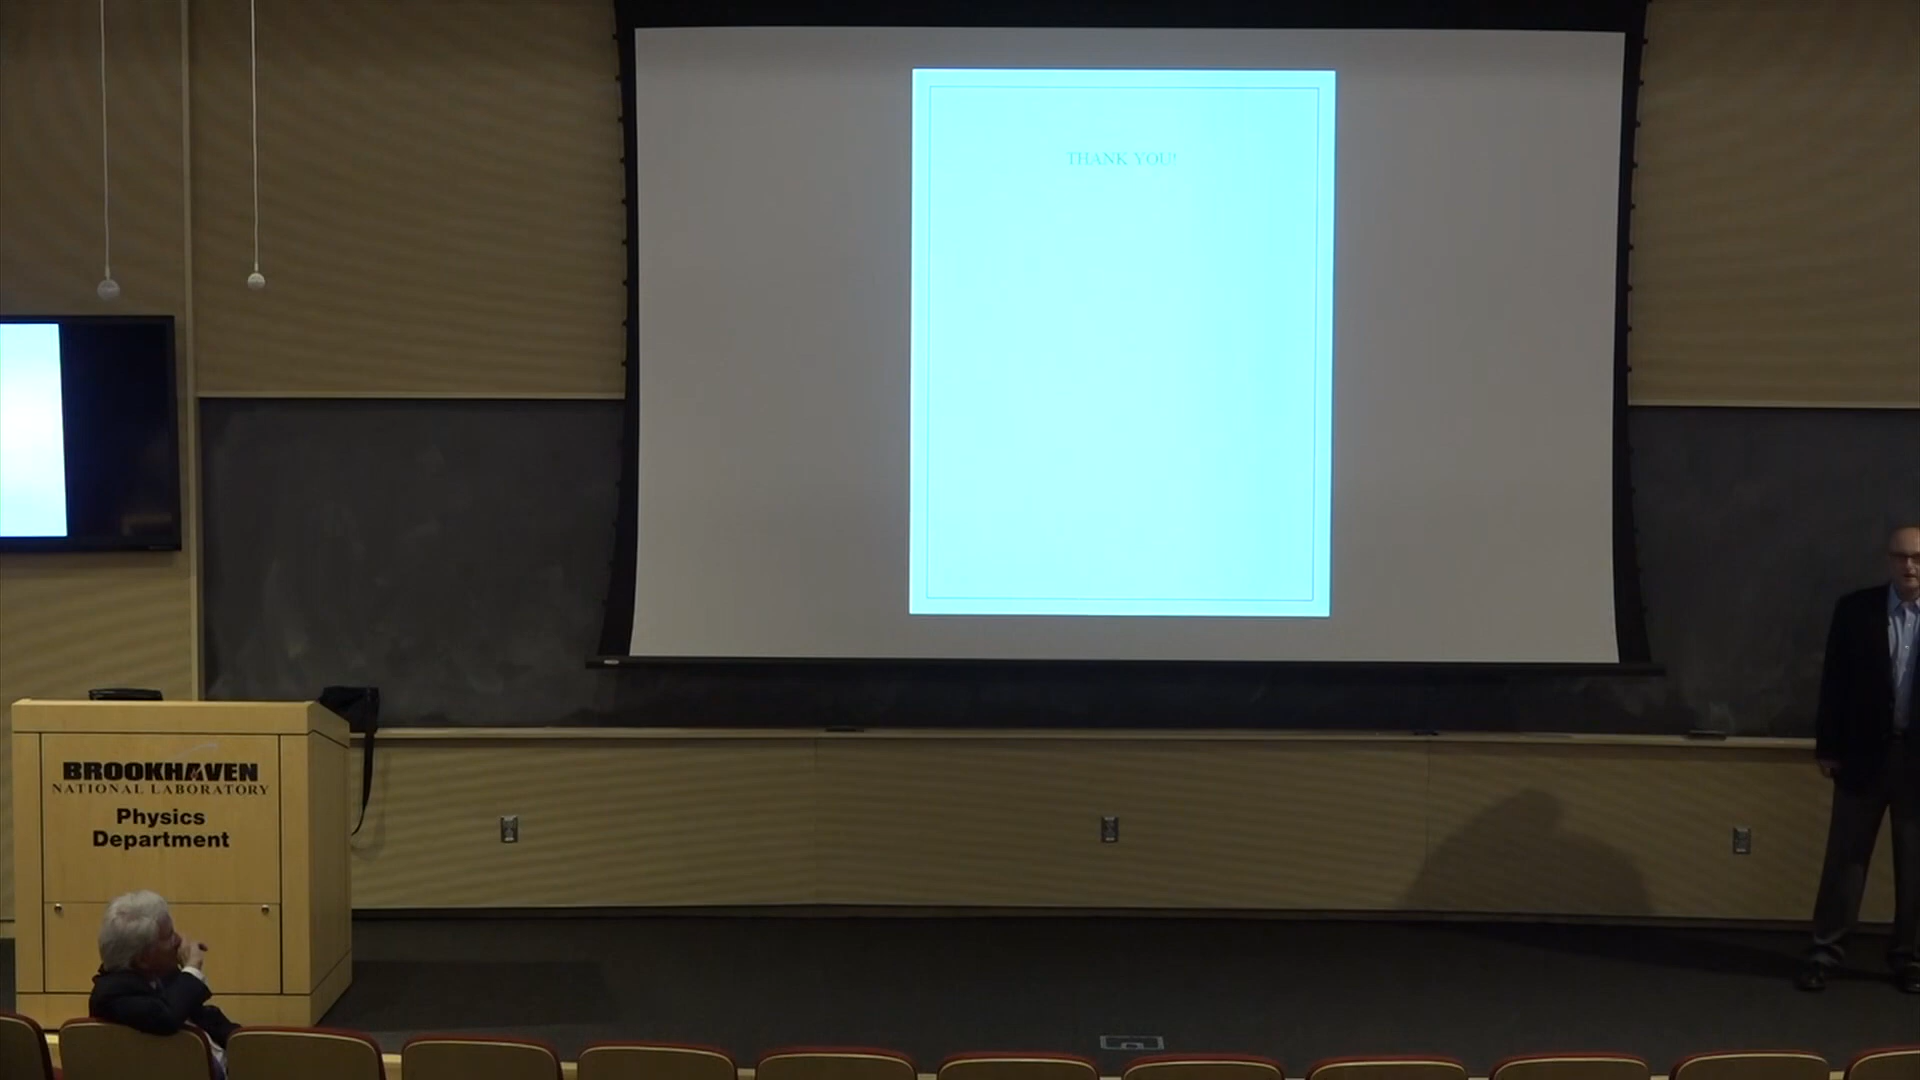 THANK YOU!
BROOKHAVEN
NATIONAL LABORATORY
Physics
Department